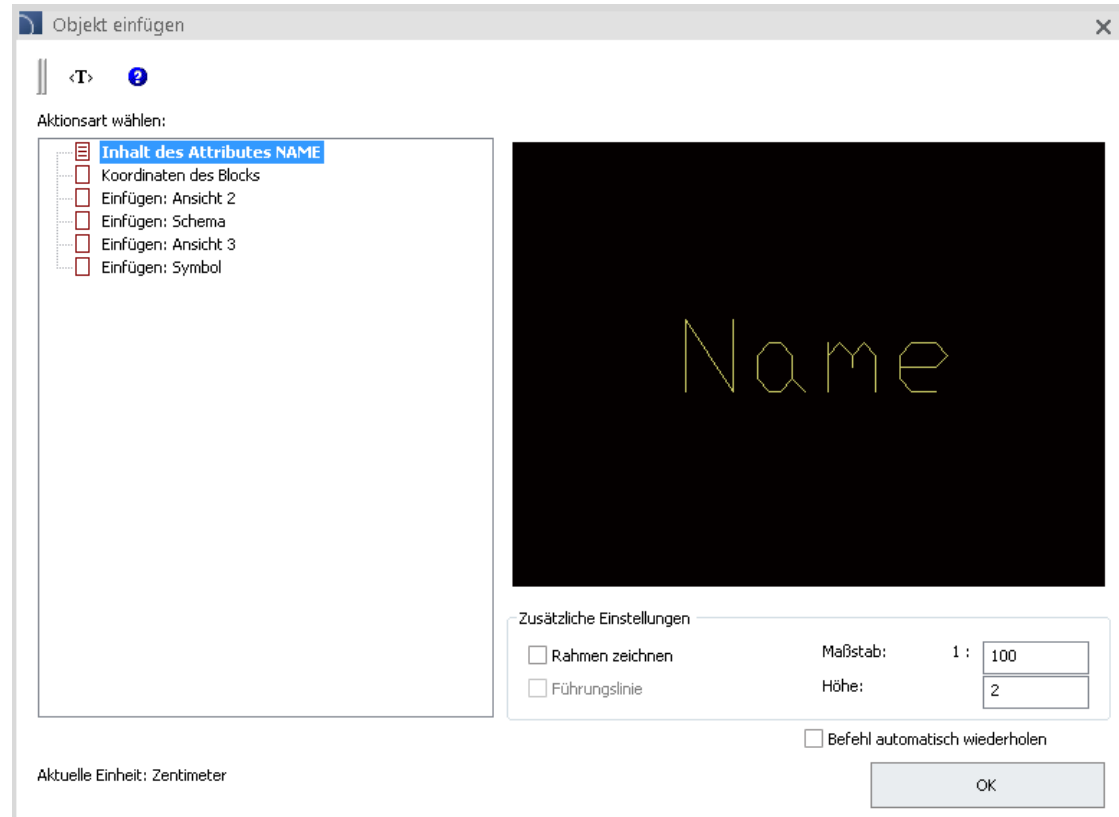 Objekt einfügen
<T>
Aktionsart wählen:
Inhalt des Attributes NAME
Koordinaten des Blocks
Einfügen: Ansicht 2
Einfügen: Schema
Einfügen: Ansicht 3
Einfügen: Symbol
Name
Zusätzliche Einstellungen
Rahmen zeichnen
Maßstab: 1 : 100
Führungslinie
Höhe: 2
Befehl automatisch wiederholen
Aktuelle Einheit: Zentimeter
OK